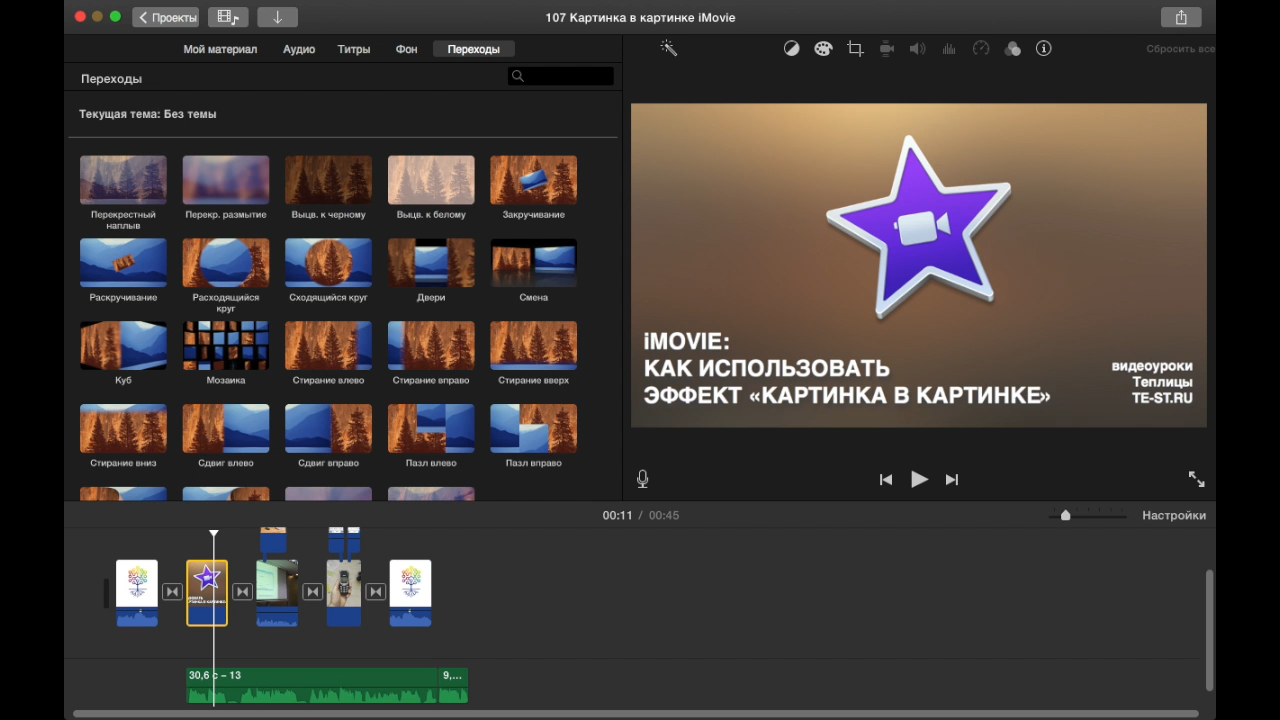 Проекты
107 Картинка в картинке iMovie
Мой материал Аудио Титры Фон Переходы
Сбросить все
Переходы
Текущая тема: Без темы
Перекрестный наплыв
Перекр. размытие
Выцв. к черному
Выцв. к белому
Закручивание
Раскручивание
Расходящийся круг
Сходящийся круг
Двери
Смена
Куб
Мозаика
Стирание влево
Стирание вправо
Стирание вверх
Стирание вниз
Сдвиг влево
Сдвиг вправо
Пазл влево
Пазл вправо
iMOVIE:
КАК ИСПОЛЬЗОВАТЬ
ЭФФЕКТ «КАРТИНКА В КАРТИНКЕ»
видеоуроки
Теплицы
TE-ST.RU
00:11 / 00:45
Настройки
30,6 с – 13
9,...